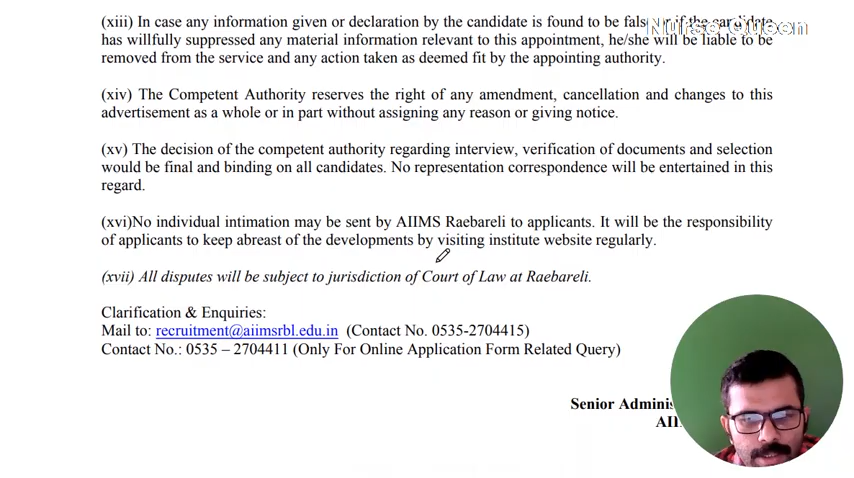 (xiii) In case any information given or declaration by the candidate is found to be if the candidate
Nurse Queen
has willfully suppressed any material information relevant to this appointment, he/she will be liable to be
removed from the service and any action taken as deemed fit by the appointing authority.
(xiv) The Competent Authority reserves the right of any amendment, cancellation and changes to this
advertisement as a whole or in part without assigning any reason or giving notice.
(xv) The decision of the competent authority regarding interview, verification of documents and selection
would be final and binding on all candidates. No representation correspondence will be entertained in this
regard.
(xvi)No individual intimation may be sent by AIIMS Raebareli to applicants. It will be the responsibility
of applicants to keep abreast of the developments by visiting institute website regularly.
(xvii) All disputes will be subject to jurisdiction of Court of Law at Raebareli.
Clarification & Enquiries:
Mail to: recruitment@aiimsrbl.edu.in (Contact No. 0535-2704415)
Contact No.: 0535 – 2704411 (Only For Online Application Form Related Query)
Senior